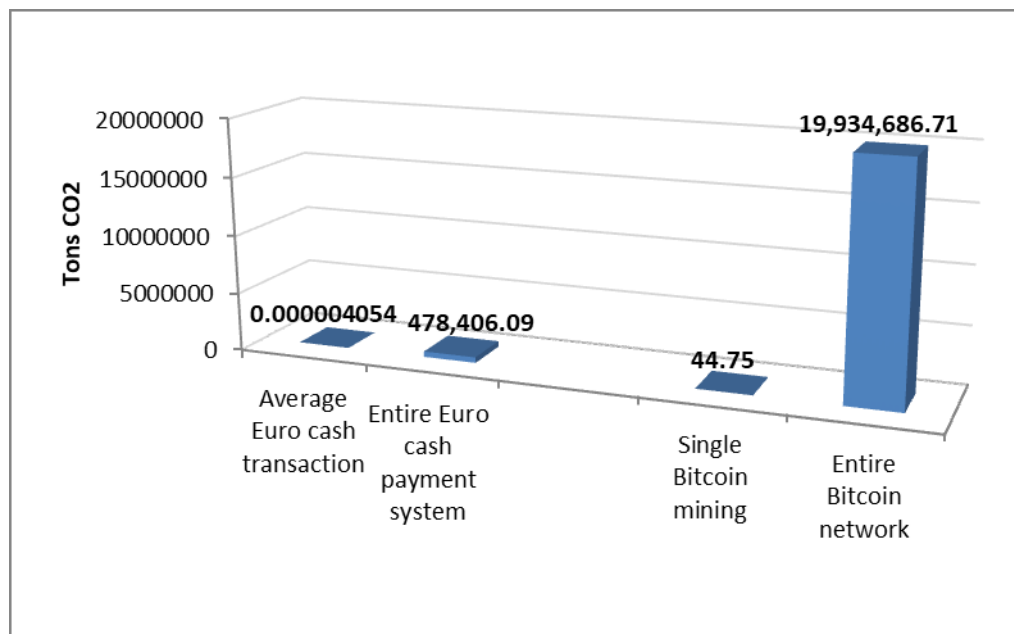 Tons CO2
20000000
15000000
10000000
5000000
0
0.000004054
478,406.09
44.75
19,934,686.71
Average
Euro cash
transaction
Entire Euro
cash
payment
system
Single
Bitcoin
mining
Entire
Bitcoin
network